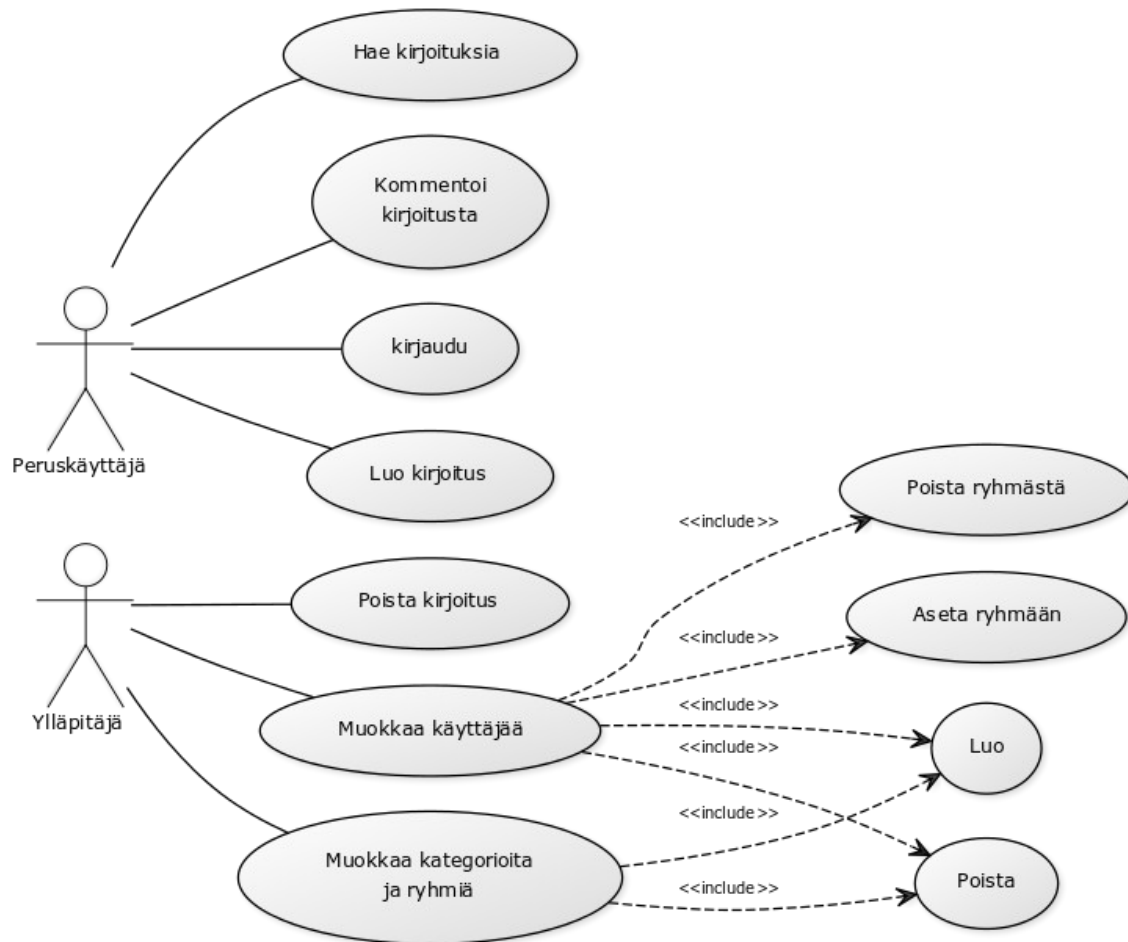 Hae kirjoituksia
Kommentoi
kirjoitusta
kirjaudu
Peruskäyttäjä
Luo kirjoitus
Poista ryhmästä
<<include>>
Poista kirjoitus
Aseta ryhmään
<<include>>
Ylläpitäjä
Muokkaa käyttäjää
<<include>>
Luo
<<include>>
<<include>>
Muokkaa kategorioita
ja ryhmiä
<<include>>
Poista